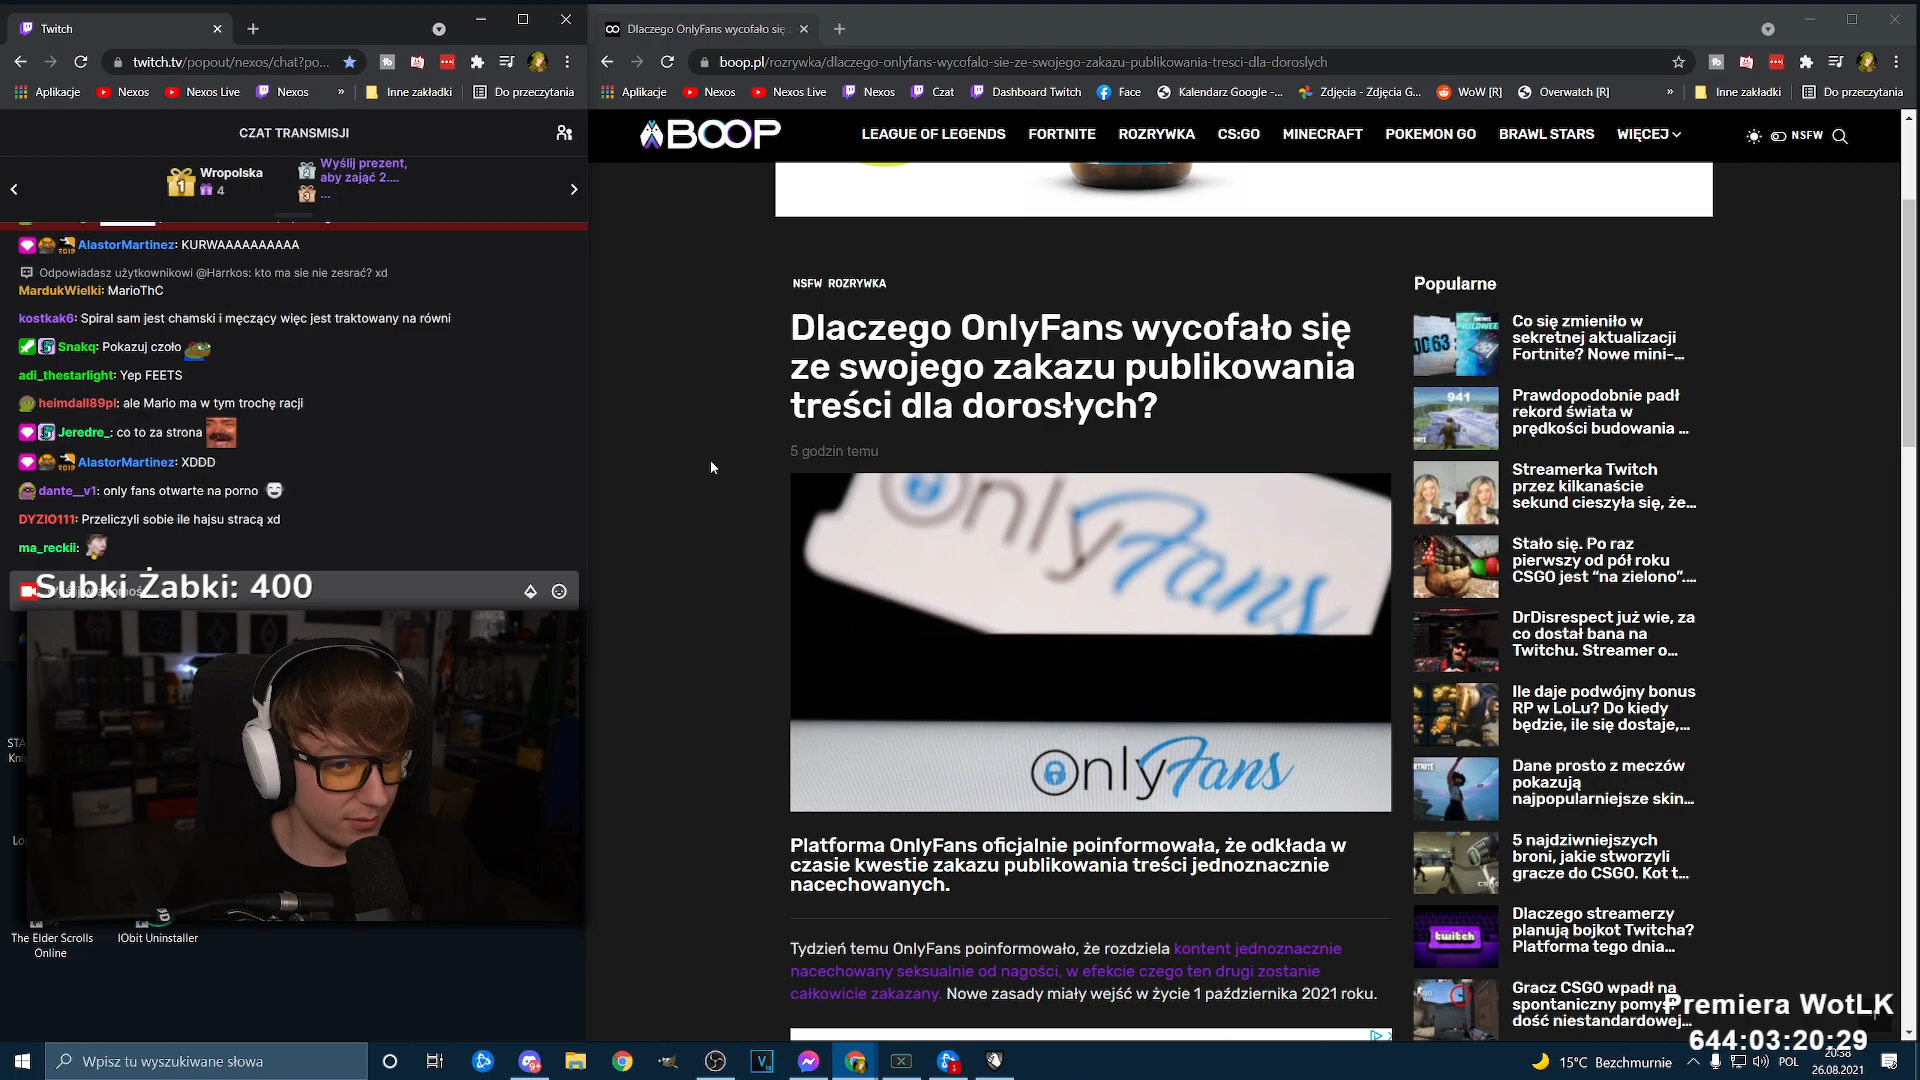 Twitch
twitch.tv/popout/nexos/chat?po...
Aplikacje
Nexos
Nexos Live
Nexos
»
Inne zakładki
Do przeczytania
CZAT TRANSMISJI
Wropolska
4
Wyślij prezent,
aby zająć 2....
...
AlastorMartinez: KURWAAAAAAAAAA
Odpowiadasz użytkownikowi @Harrkos: kto ma sie nie zesrać? xd
MardukWielki: MarioThC
kostkak6: Spiral sam jest chamski i męczący więc jest traktowany na równi
Snakq: Pokazuj czoło
adi_thestarlight: Yep FEETS
heimdall89pl: ale Mario ma w tym trochę racji
Jeredre_: co to za strona
AlastorMartinez: XDDD
dante__v1: only fans otwarte na porno
DYZIO111: Przeliczyli sobie ile hajsu stracą xd
ma_reckii:
Subki Żabki: 400
The Elder Scrolls
Online
IObit Uninstaller
Dlaczego OnlyFans wycofało się
boop.pl/rozrywka/dlaczego-onlyfans-wycofalo-sie-ze-swojego-zakazu-publikowania-tresci-dla-doroslych
Aplikacje
Nexos
Nexos Live
Nexos
Czat
Dashboard Twitch
Face
Kalendarz Google -...
Zdjęcia - Zdjęcia G...
WoW [R]
Overwatch [R]
»
Inne zakładki
Do przeczytania
BOOP
LEAGUE OF LEGENDS
FORTNITE
ROZRYWKA
CS:GO
MINECRAFT
POKEMON GO
BRAWL STARS
WIĘCEJ
NSFW
NSFW ROZRYWKA
Dlaczego OnlyFans wycofało się
ze swojego zakazu publikowania
treści dla dorosłych?
5 godzin temu
OnlyFans
OnlyFans
Platforma OnlyFans oficjalnie poinformowała, że odkłada w
czasie kwestie zakazu publikowania treści jednoznacznie
nacechowanych.
Tydzień temu OnlyFans poinformowało, że rozdziela kontent jednoznacznie
nacechowany seksualnie od nagości, w efekcie czego ten drugi zostanie
całkowicie zakazany. Nowe zasady miały wejść w życie 1 października 2021 roku.
Popularne
Co się zmieniło w
sekretnej aktualizacji
Fortnite? Nowe mini-...
Prawdopodobnie padł
rekord świata w
prędkości budowania ...
Streamerka Twitch
przez kilkanaście
sekund cieszyła się, że...
Stało się. Po raz
pierwszy od pół roku
CSGO jest "na zielono"....
DrDisrespect już wie, za
co dostał bana na
Twitchu. Streamer o...
Ile daje podwójny bonus
RP w LoLu? Do kiedy
będzie, ile się dostaje,...
Dane prosto z meczów
pokazują
najpopularniejsze skin...
5 najdziwniejszych
broni, jakie stworzyli
gracze do CSGO. Kot t...
Dlaczego streamerzy
planują bojkot Twitcha?
Platforma tego dnia...
Gracz CSGO wpadł na
spontaniczny pomysł
dość niestandardowej...
941
twitch
Premiera WotLK
644:03:20:29
Wpisz tu wyszukiwane słowa
15°C Bezchmurnie
POL
20:38
26.08.2021